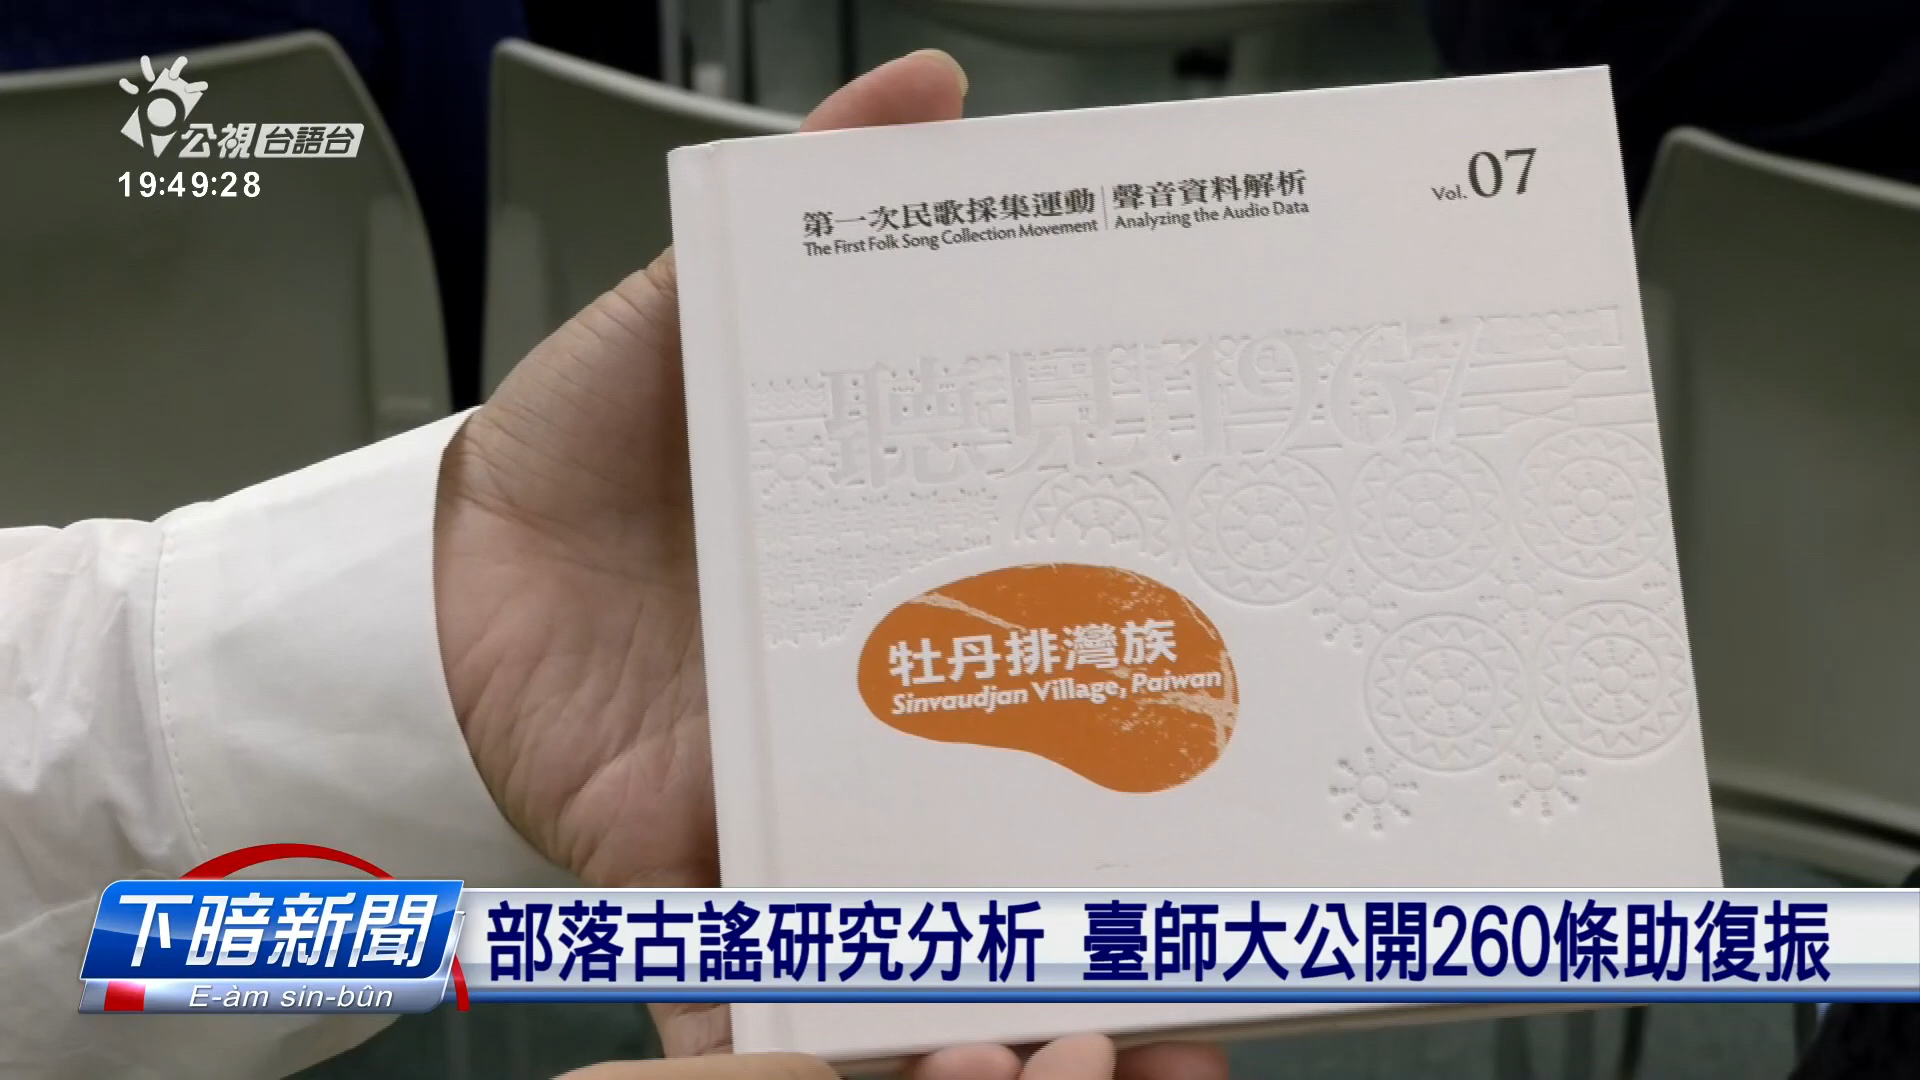 公視台語台
19:49:28
第一次民歌採集運動 | 聲音資料解析
The First Folk Song Collection Movement | Analyzing the Audio Data
Vol.07
聽見1967
牡丹排灣族
Sinvaudjan Village, Paiwan
下暗新聞
E-àm sin-bûn
部落古謠研究分析 臺師大公開260條助復振